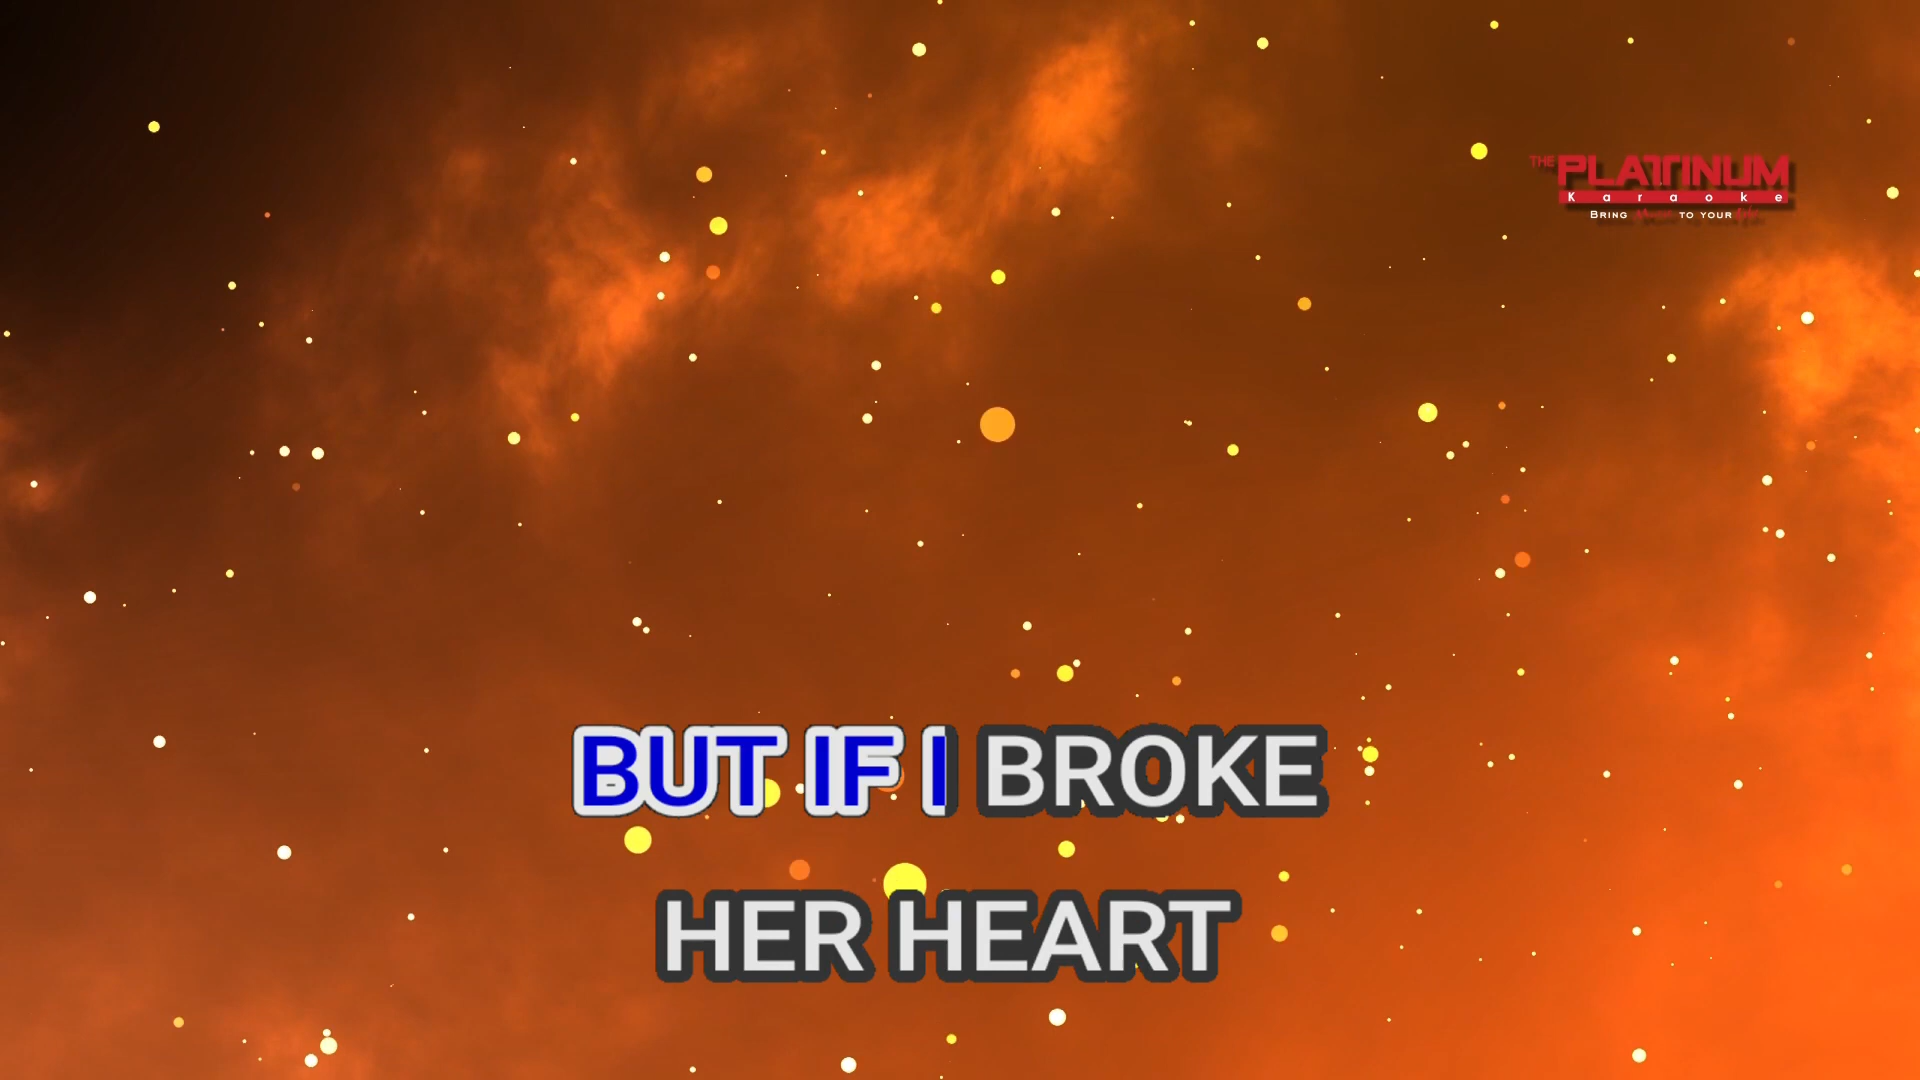 THE PLATINUM
Karaoke
BRING TO YOUR
BUT IF I BROKE
HER HEART